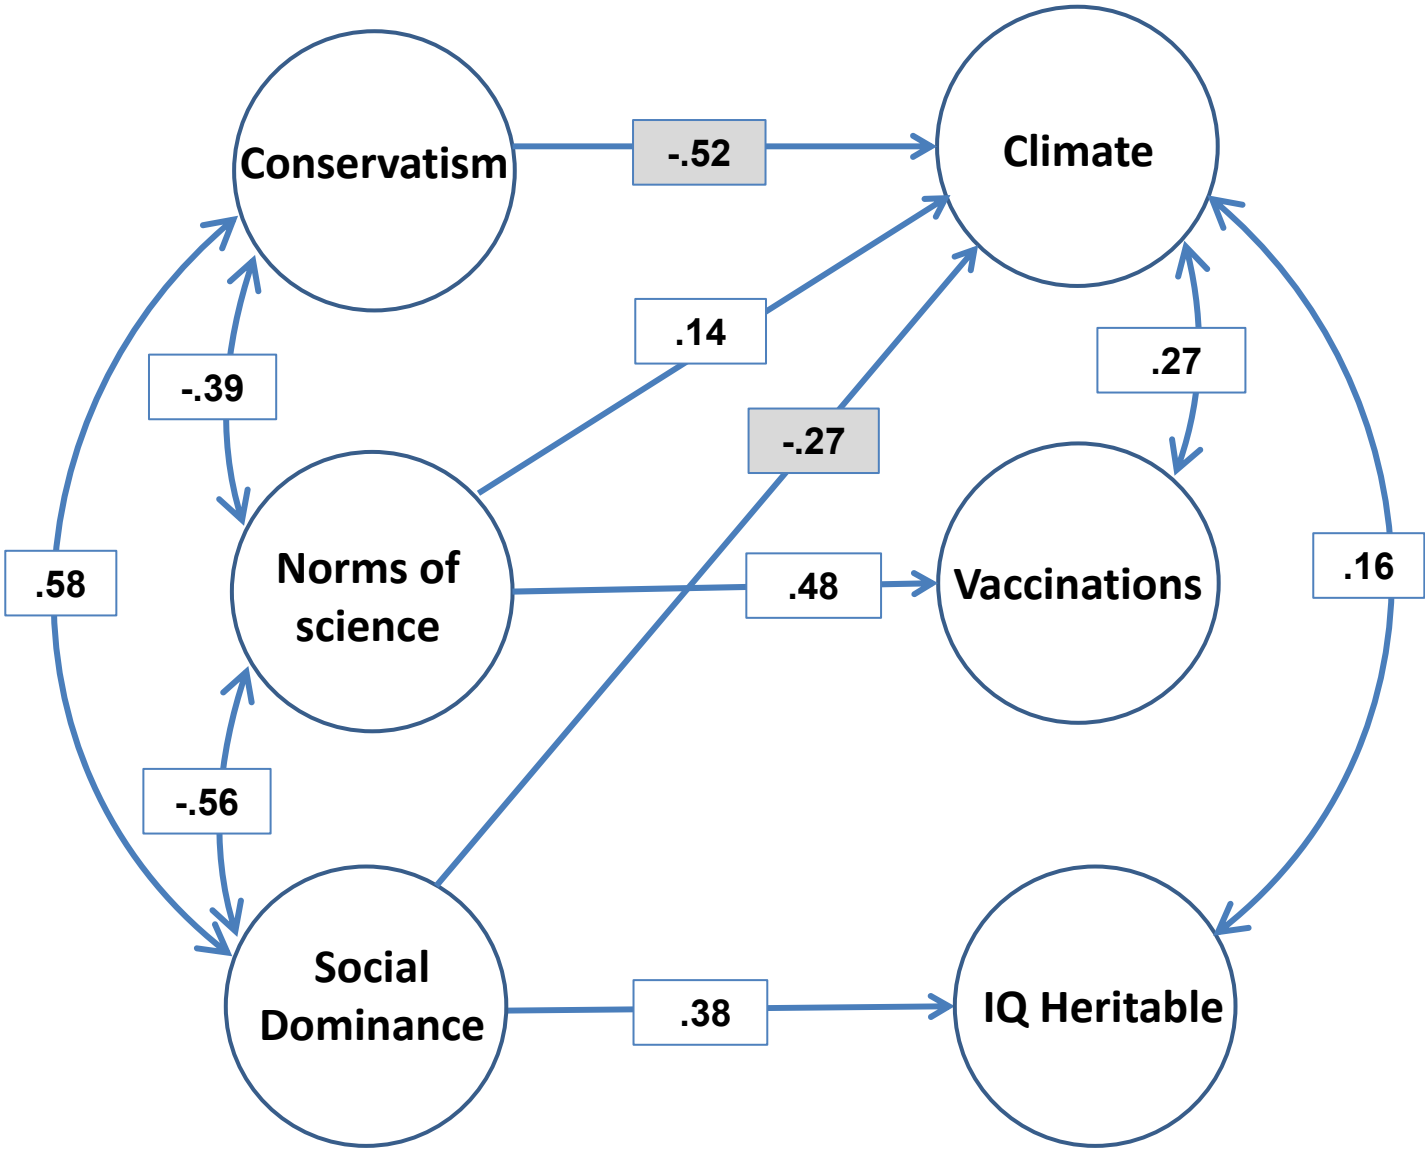 Conservatism
-.52
Climate
.14
-.39
.27
-.27
Norms of
science
.48
Vaccinations
.58
.16
-.56
Social
Dominance
.38
IQ Heritable